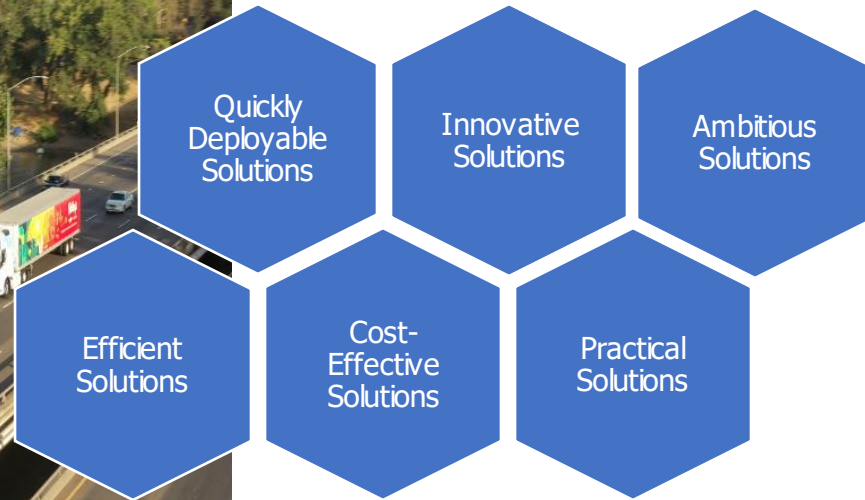 Quickly
Deployable
Solutions
Innovative
Solutions
Ambitious
Solutions
Efficient
Solutions
Cost-
Effective
Solutions
Practical
Solutions